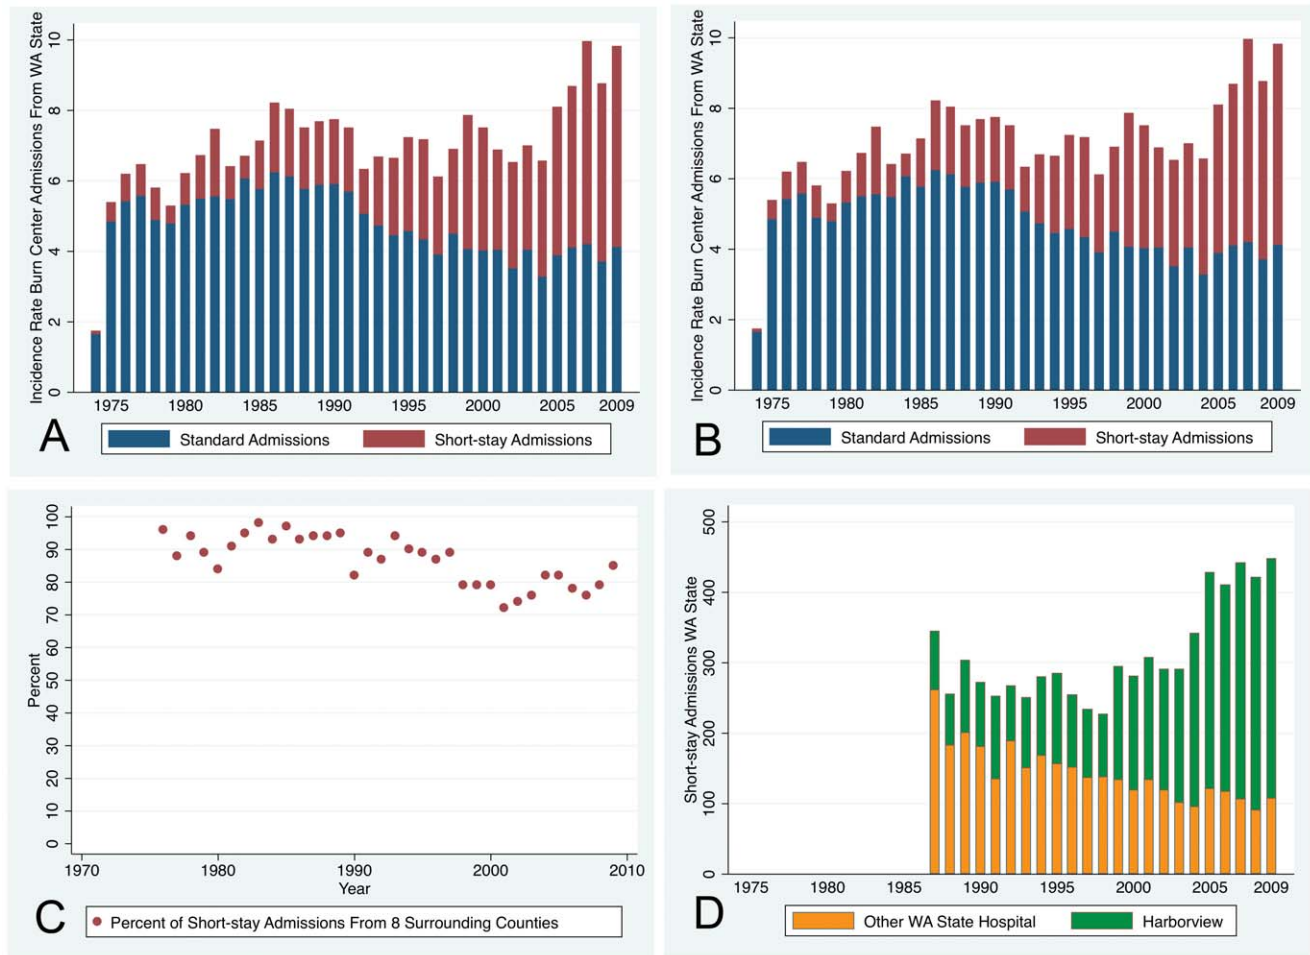 Incidence Rate Burn Center Admissions From WA State
10
8
6
4
2
0
1975 1980 1985 1990 1995 2000 2005 2009
A
Standard Admissions Short-stay Admissions
Incidence Rate Burn Center Admissions From WA State
10
8
6
4
2
0
1975 1980 1985 1990 1995 2000 2005 2009
B
Standard Admissions Short-stay Admissions
Percent
100
90
80
70
60
50
40
30
20
10
0
1970 1980 1990 2000 2010
Year
C
Percent of Short-stay Admissions From 8 Surrounding Counties
Short-stay Admissions WA State
500
400
300
200
100
0
1975 1980 1985 1990 1995 2000 2005 2009
D
Other WA State Hospital Harborview